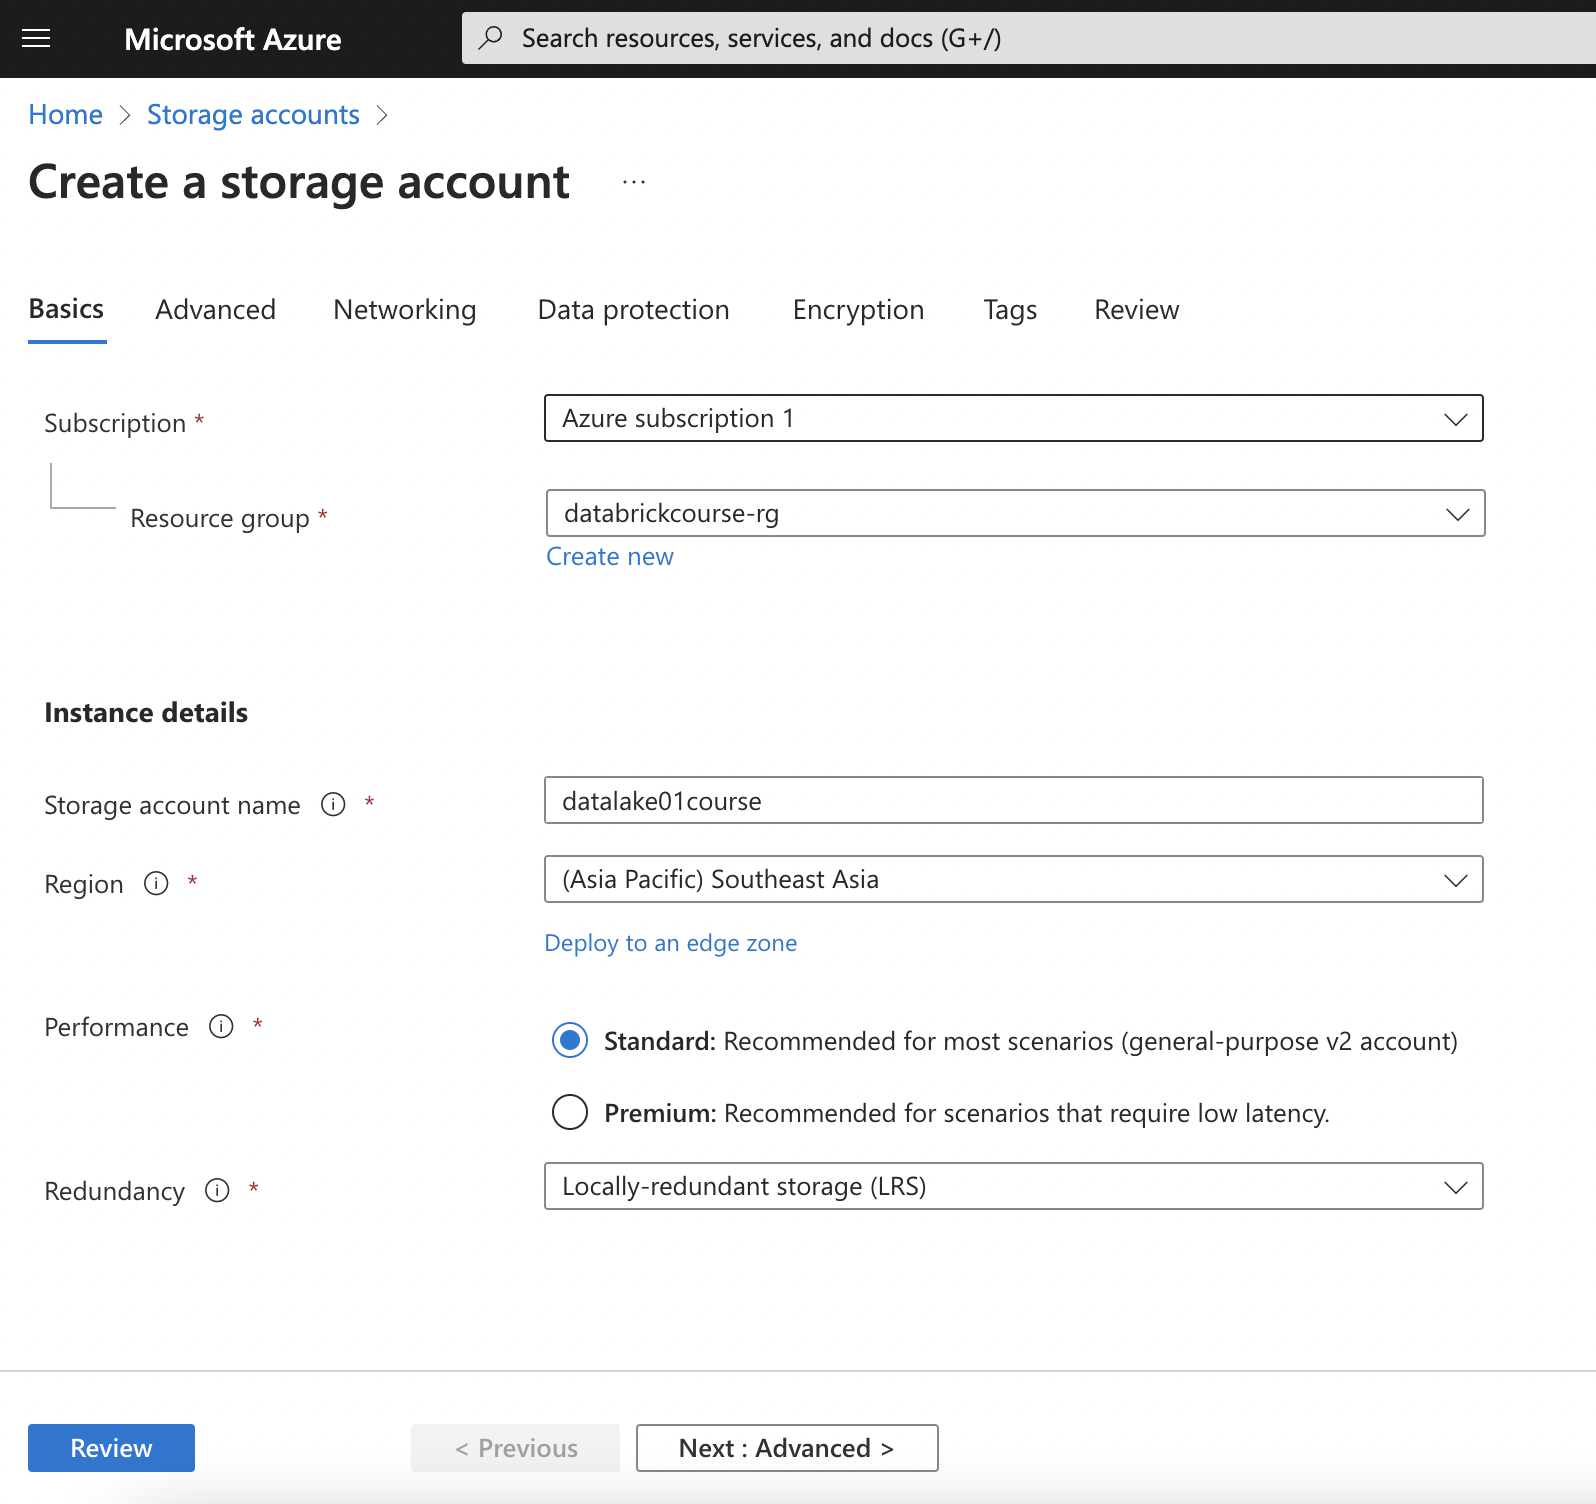 Microsoft Azure
Search resources, services, and docs (G+/)
Home > Storage accounts >
Create a storage account ...
Basics Advanced Networking Data protection Encryption Tags Review
Subscription *
Azure subscription 1
Resource group *
databrickcourse-rg
Create new
Instance details
Storage account name *
datalake01course
Region *
(Asia Pacific) Southeast Asia
Deploy to an edge zone
Performance *
Standard: Recommended for most scenarios (general-purpose v2 account)
Premium: Recommended for scenarios that require low latency.
Redundancy *
Locally-redundant storage (LRS)
Review < Previous Next : Advanced >